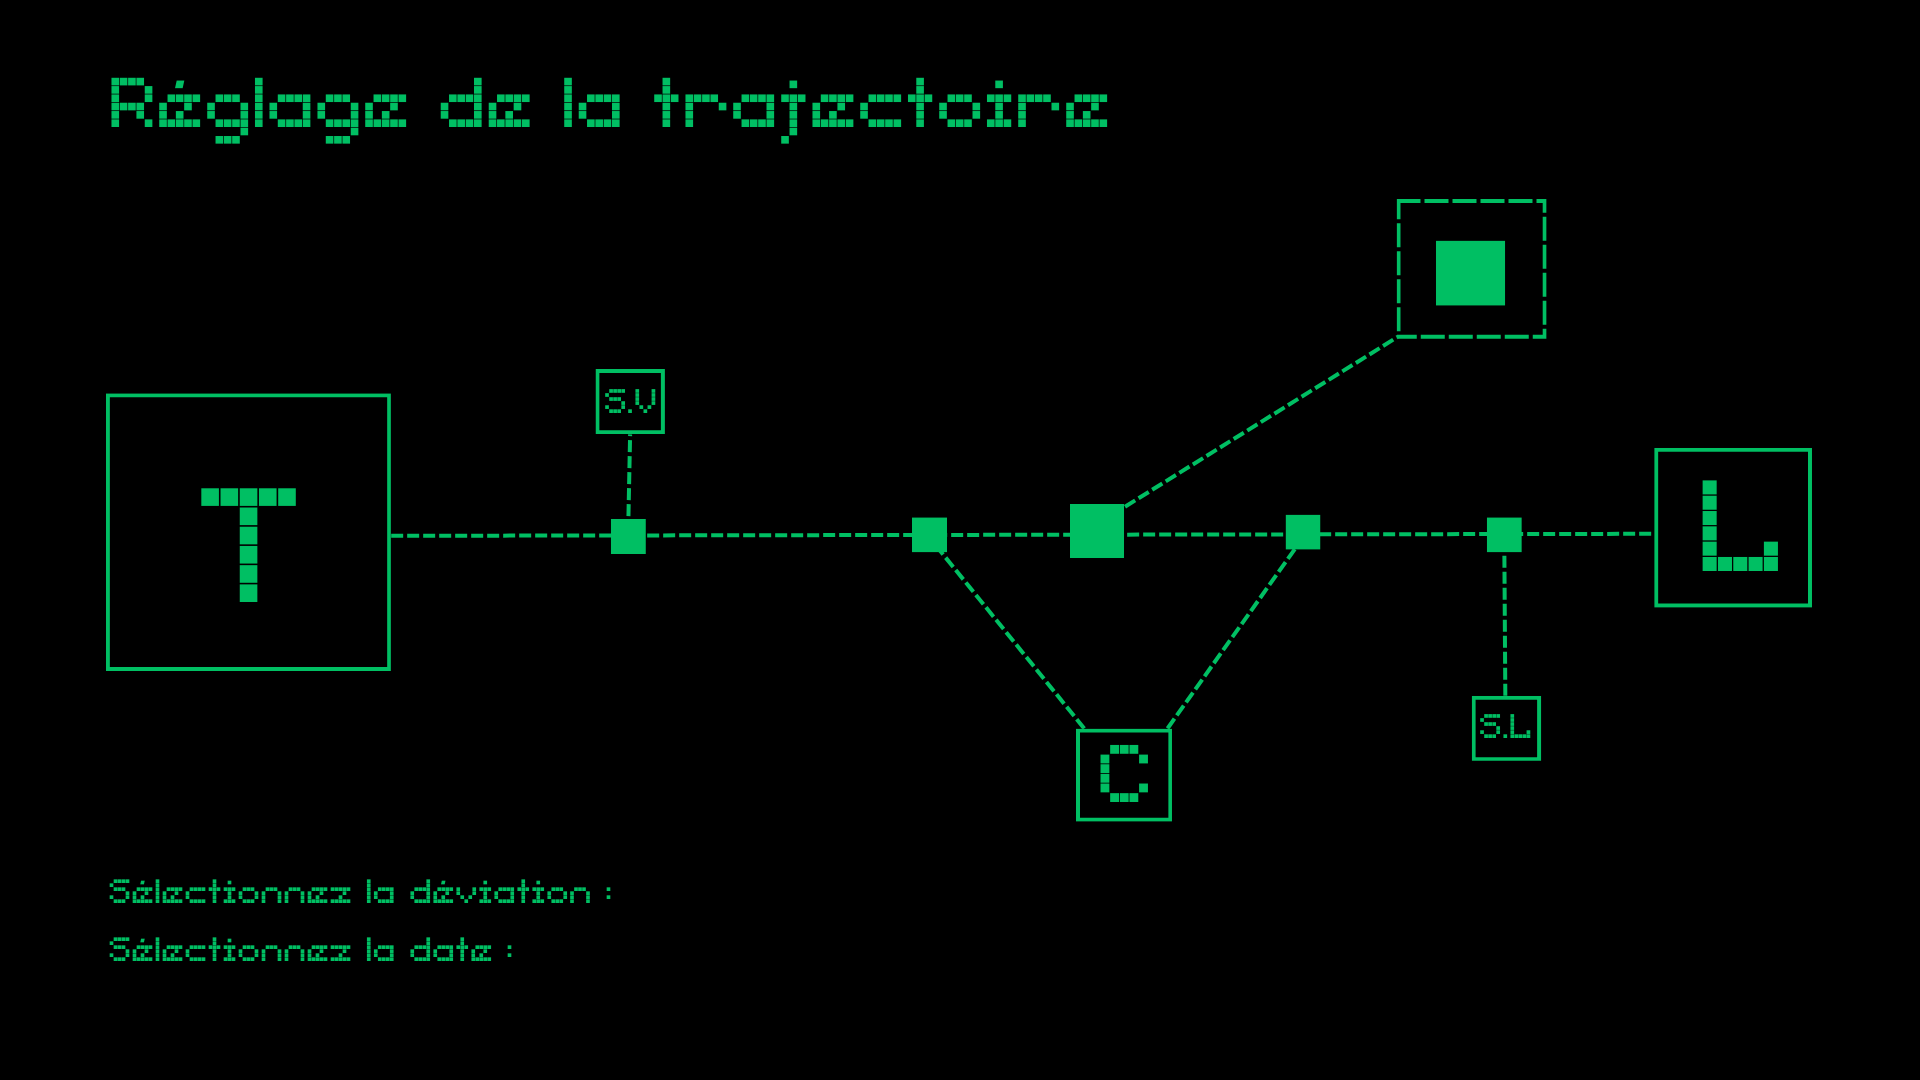 Réglage de la trajectoire
S.V
T
L
S.L
C
Sélectionnez la déviation :
Sélectionnez la date :